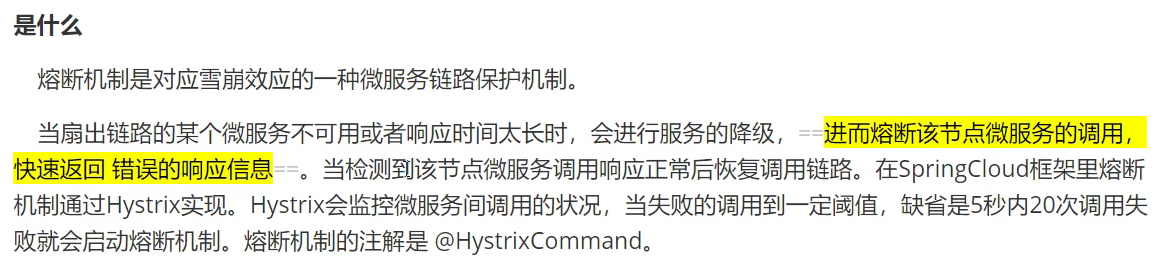 是什么
熔断机制是对应雪崩效应的一种微服务链路保护机制。
当扇出链路的某个微服务不可用或者响应时间太长时，会进行服务的降级，==进而熔断该节点微服务的调用，
快速返回 错误的响应信息==。当检测到该节点微服务调用响应正常后恢复调用链路。在SpringCloud框架里熔断
机制通过Hystrix实现。Hystrix会监控微服务间调用的状况，当失败的调用到一定阈值，缺省是5秒内20次调用失
败就会启动熔断机制。熔断机制的注解是 @HystrixCommand。